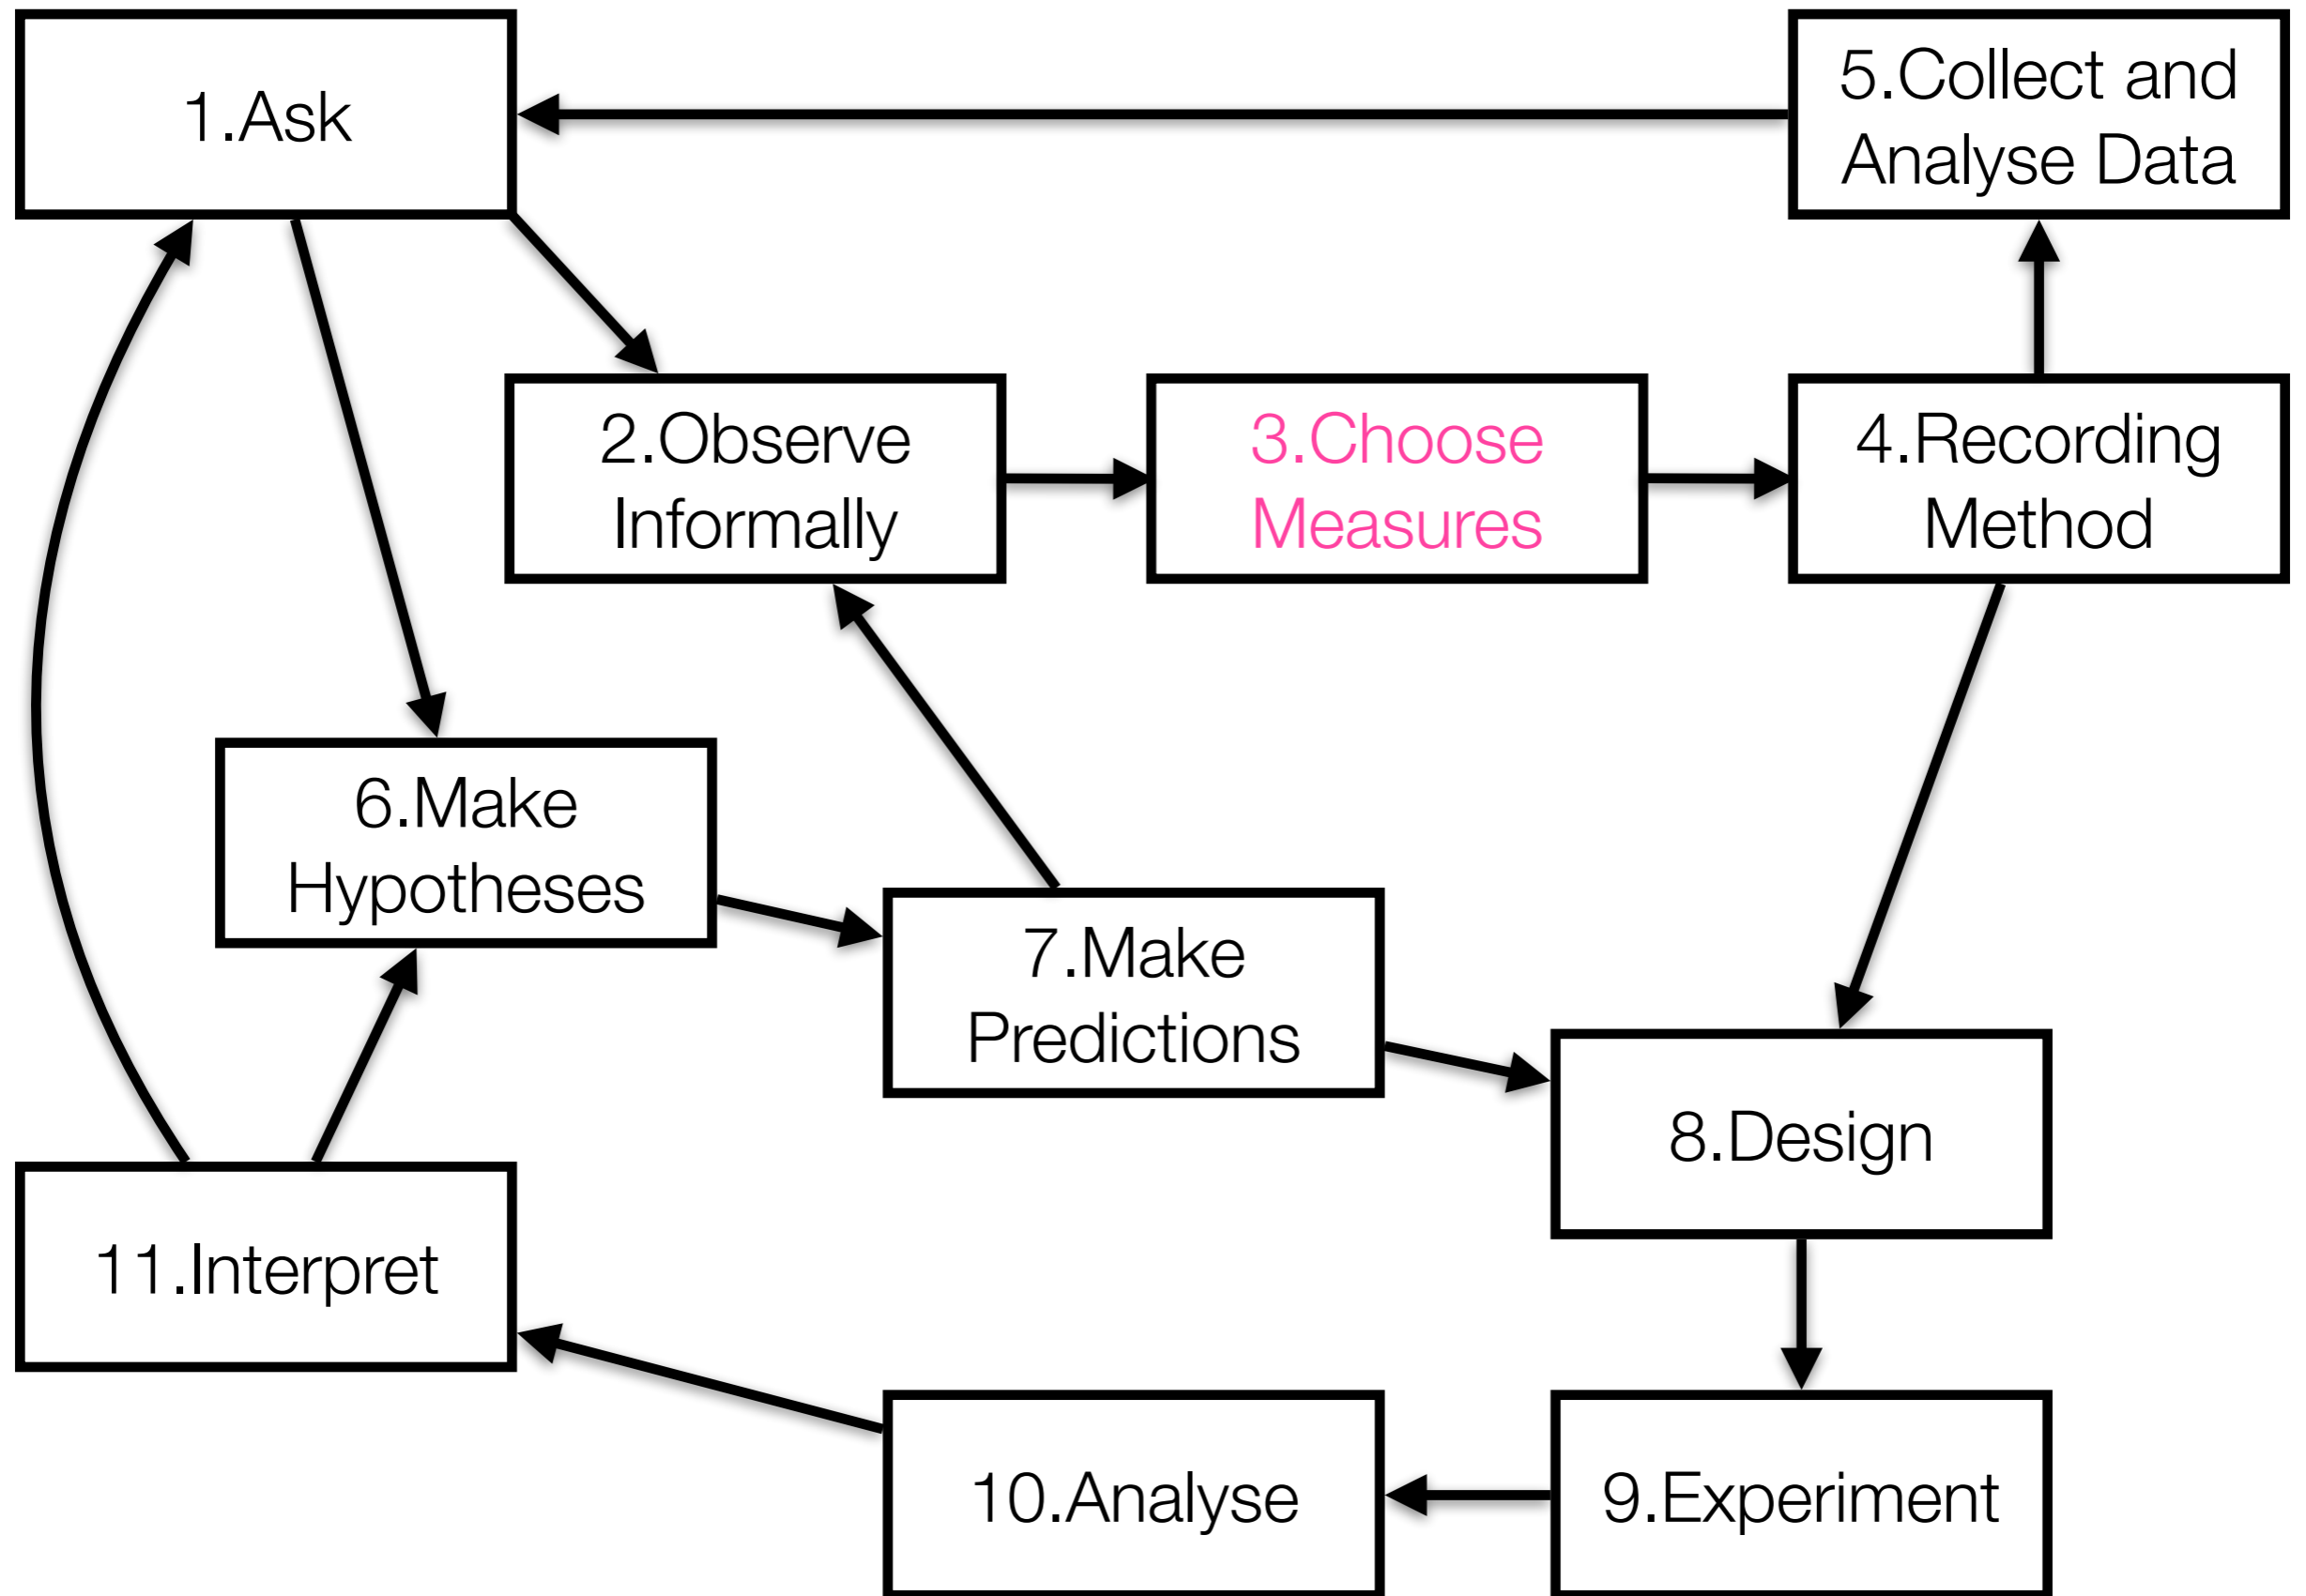 1.Ask
5.Collect and
Analyse Data
2.Observe
Informally
3.Choose
Measures
4.Recording
Method
6.Make
Hypotheses
7.Make
Predictions
8.Design
11.Interpret
10.Analyse
9.Experiment